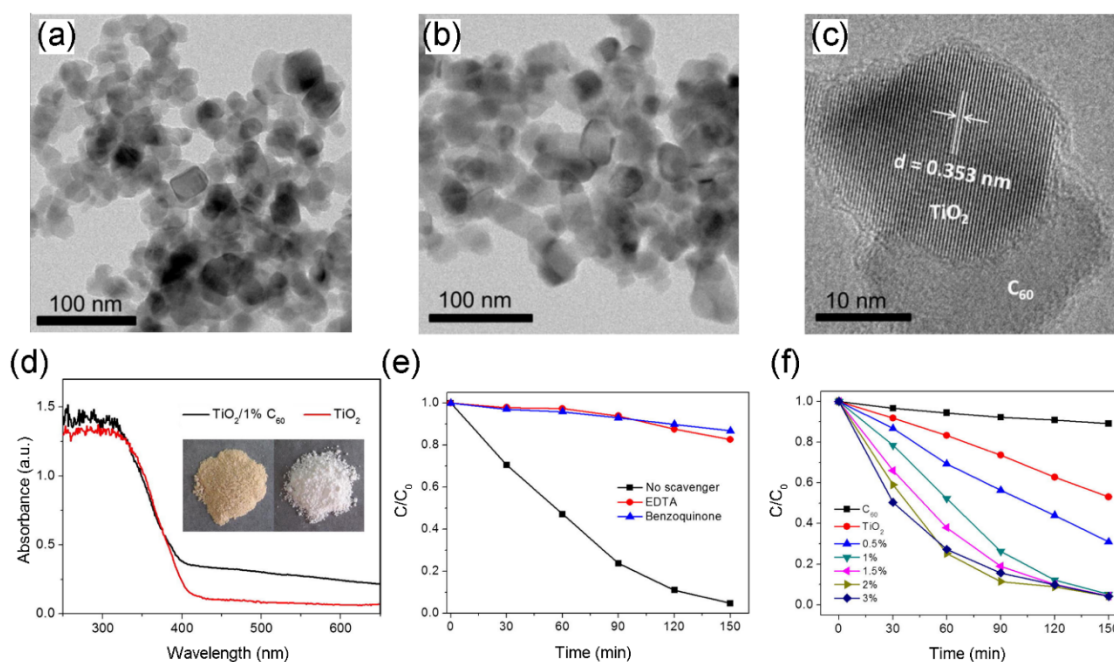 (a)
100 nm
(b)
100 nm
(c)
d = 0.353 nm
TiO₂
C₆₀
10 nm
(d)
Absorbance (a.u.)
1.5
1.0
0.5
0.0
TiO₂/1% C₆₀
TiO₂
300
400
500
600
Wavelength (nm)
(e)
C/C₀
1.0
0.8
0.6
0.4
0.2
0.0
No scavenger
EDTA
Benzoquinone
0
30
60
90
120
150
Time (min)
(f)
C/C₀
1.0
0.8
0.6
0.4
0.2
0.0
C₆₀
TiO₂
0.5%
1%
1.5%
2%
3%
0
30
60
90
120
150
Time (min)